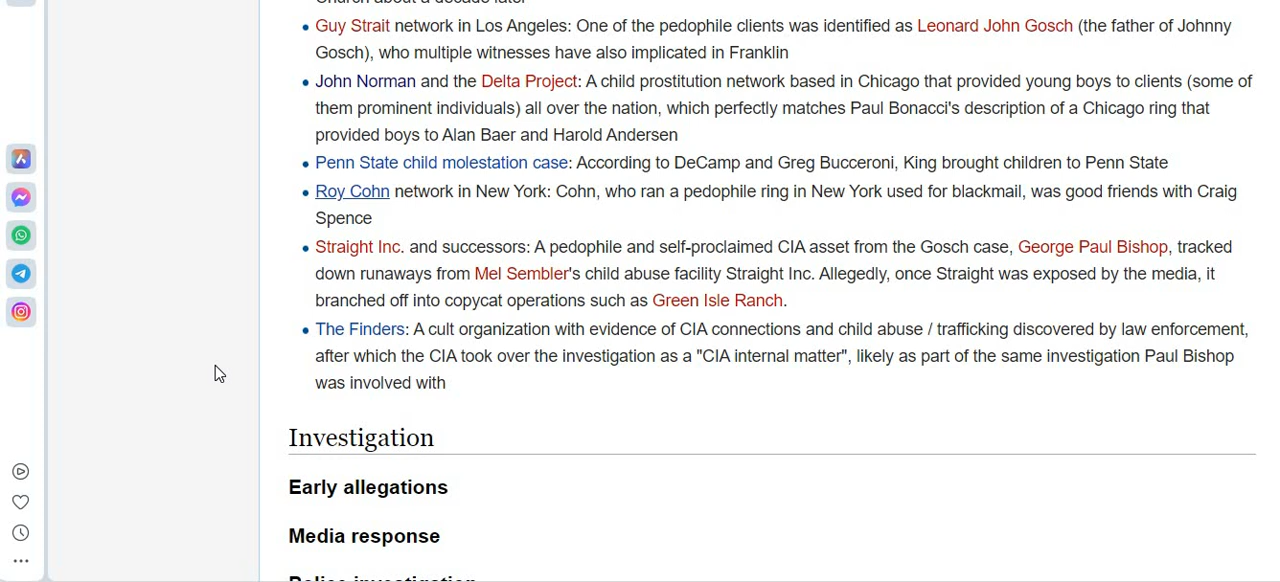 Church about a decade later
Guy Strait network in Los Angeles: One of the pedophile clients was identified as Leonard John Gosch (the father of Johnny
Gosch), who multiple witnesses have also implicated in Franklin
John Norman and the Delta Project: A child prostitution network based in Chicago that provided young boys to clients (some of
them prominent individuals) all over the nation, which perfectly matches Paul Bonacci's description of a Chicago ring that
provided boys to Alan Baer and Harold Andersen
Penn State child molestation case: According to DeCamp and Greg Bucceroni, King brought children to Penn State
Roy Cohn network in New York: Cohn, who ran a pedophile ring in New York used for blackmail, was good friends with Craig
Spence
Straight Inc. and successors: A pedophile and self-proclaimed CIA asset from the Gosch case, George Paul Bishop, tracked
down runaways from Mel Sembler's child abuse facility Straight Inc. Allegedly, once Straight was exposed by the media, it
branched off into copycat operations such as Green Isle Ranch.
The Finders: A cult organization with evidence of CIA connections and child abuse / trafficking discovered by law enforcement,
after which the CIA took over the investigation as a "CIA internal matter", likely as part of the same investigation Paul Bishop
was involved with
Investigation
Early allegations
Media response
Police investigation